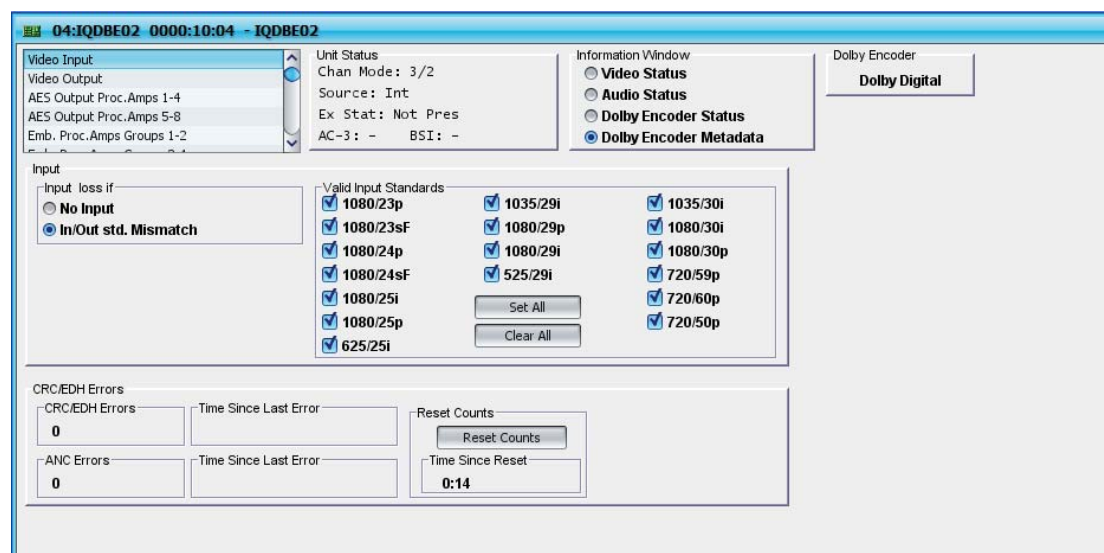 04:IQDBE02 0000:10:04 - IQDBE02
Video Input
Video Output
AES Output Proc.Amps 1-4
AES Output Proc.Amps 5-8
Emb. Proc.Amps Groups 1-2
Unit Status
Chan Mode: 3/2
Source: Int
Ex Stat: Not Pres
AC-3: - BSI: -
Information Window
Video Status
Audio Status
Dolby Encoder Status
Dolby Encoder Metadata
Dolby Encoder
Dolby Digital
Input
Input loss if
No Input
In/Out std. Mismatch
Valid Input Standards
1080/23p 1035/29i 1035/30i
1080/23sF 1080/29p 1080/30i
1080/24p 1080/29i 1080/30p
1080/24sF 525/29i 720/59p
1080/25i Set All 720/60p
1080/25p Clear All 720/50p
625/25i
CRC/EDH Errors
CRC/EDH Errors Time Since Last Error
0
ANC Errors Time Since Last Error
0
Reset Counts
Reset Counts
Time Since Reset
0:14